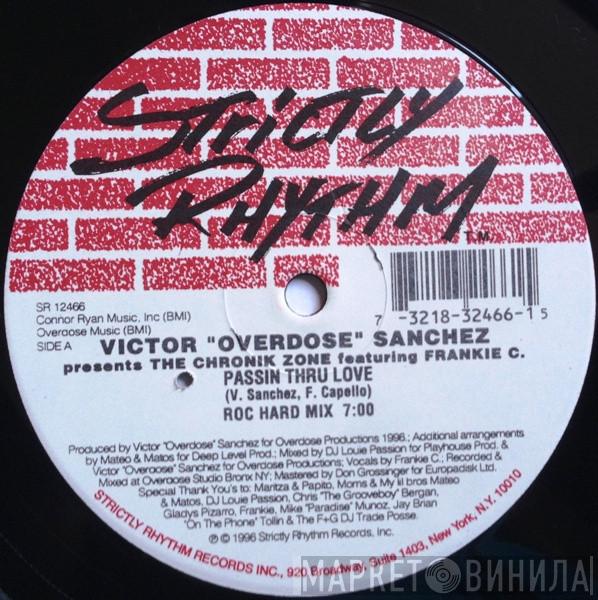 STRICTLY
RHYTHM
TM
7 -3218-32466-1 5
SR 12466
Connor Ryan Music, Inc (BMI)
Overdose Music (BMI)
SIDE A
VICTOR "OVERDOSE" SANCHEZ
presents THE CHRONIK ZONE featuring FRANKIE C.
PASSIN THRU LOVE
(V. Sanchez, F. Capello)
ROC HARD MIX 7:00
Produced by Victor "Overdose" Sanchez for Overdose Productions 1996.; Additional arrangements
by Mateo & Matos for Deep Level Prod.; Mixed by DJ Louie Passion for Playhouse Prod. &
Victor "Overdose" Sanchez for Overdose Productions; Vocals by Frankie C.; Recorded &
Mixed at Overdose Studio Bronx NY; Mastered by Don Grossinger for Europadisk Ltd.
Special Thank You's to: Maritza & Papito, Moms & My lil bros Mateo
& Matos, DJ Louie Passion, Chris "The Grooveboy" Bergan,
Gladys Pizarro, Frankie, Mike "Paradise" Munoz, Jay Brian
"On The Phone" Tollin & The F+G DJ Trade Posse.
℗ © 1996 Strictly Rhythm Records, Inc.
STRICTLY RHYTHM RECORDS INC., 920 Broadway, Suite 1403, New York, N.Y. 10010
МАРКЕТ ВИНИЛА